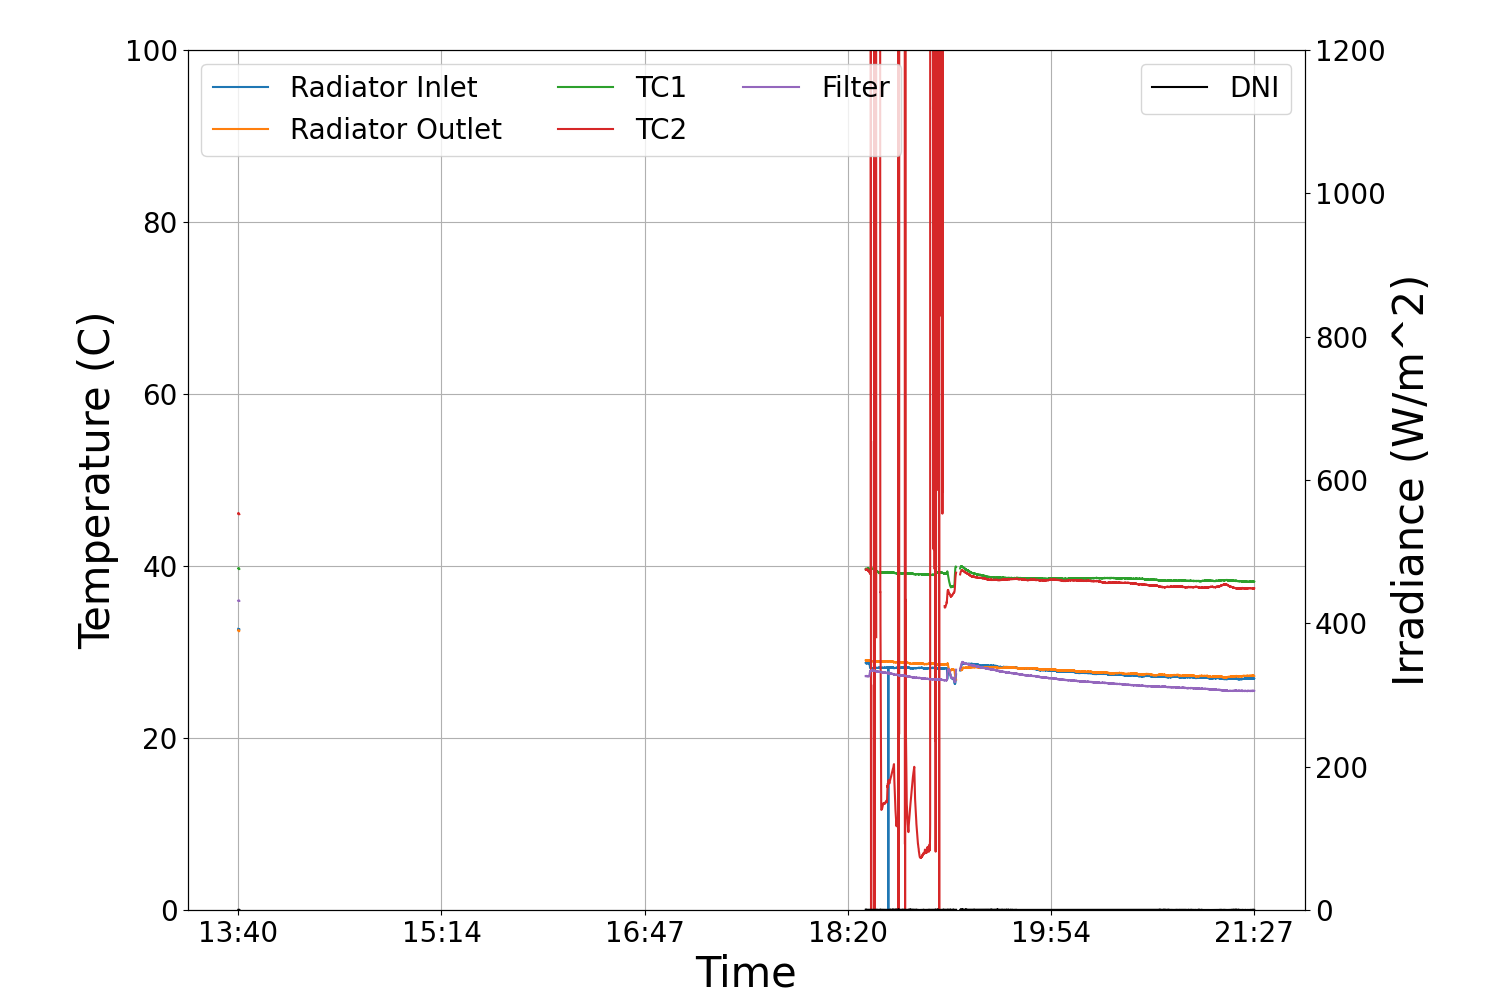 100
80
60
40
20
0
Temperature (C)
Radiator Inlet
Radiator Outlet
TC1
TC2
Filter
DNI
1200
1000
800
600
400
200
0
Irradiance (W/m^2)
13:40 15:14 16:47 18:20 19:54 21:27
Time